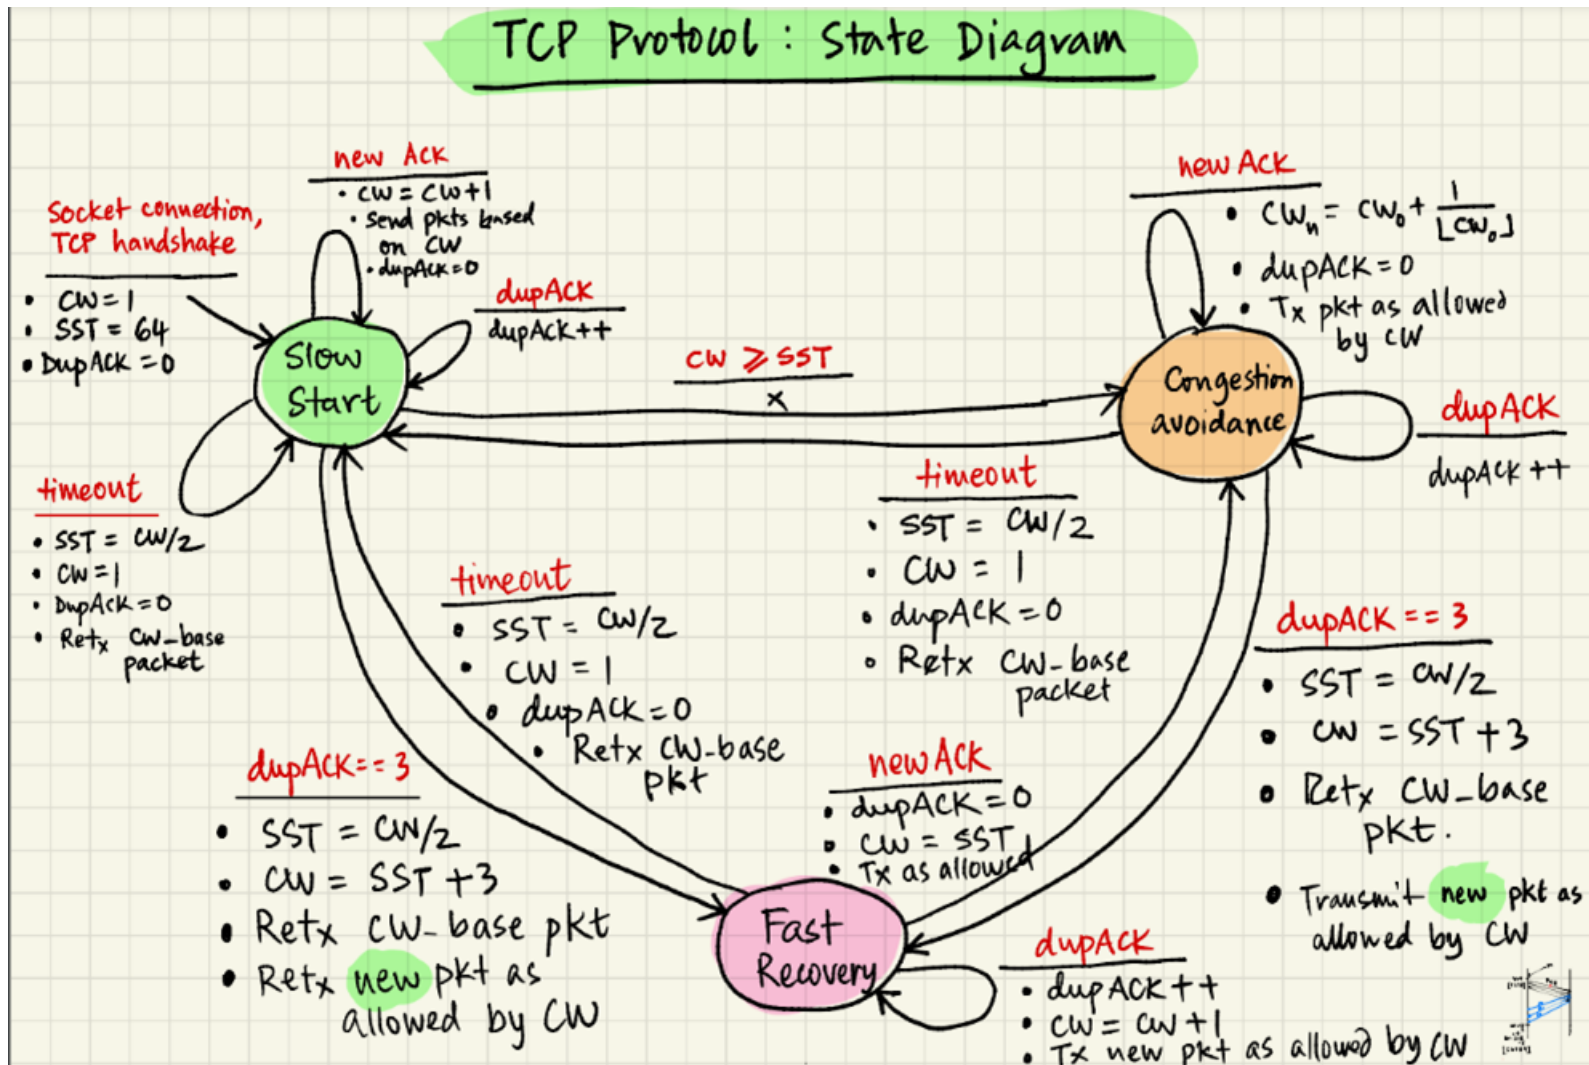 TCP Protocol : State Diagram
new Ack
• CW = CW+1
• Send pkts based
on CW
• dupACK=0
Socket connection,
TCP handshake
• CW=1
• SST = 64
• DupACK=0
dupACK
dupACK++
Slow
Start
timeout
• SST = CW/2
• CW=1
• DupACK=0
• Retx CW-base
packet
CW ⩾ SST
x
new ACK
• CWn = CW0 + 1/⌊CW0⌋
• dupACK=0
• Tx pkt as allowed
by CW
Congestion
avoidance
dupACK
dupACK++
timeout
• SST = CW/2
• CW = 1
• dupACK=0
• Retx CW-base
packet
timeout
• SST = CW/2
• CW = 1
• dupACK=0
• Retx CW-base
pkt
dupACK==3
• SST = CW/2
• CW = SST+3
• Retx CW-base pkt
• Retx new pkt as
allowed by CW
new ACK
• dupACK=0
• CW = SST
• Tx as allowed
dupACK==3
• SST = CW/2
• CW = SST+3
• Retx CW-base
pkt.
• Transmit new pkt as
allowed by CW
Fast
Recovery
dupACK
• dupACK++
• CW = CW+1
• Tx new pkt as allowed by CW